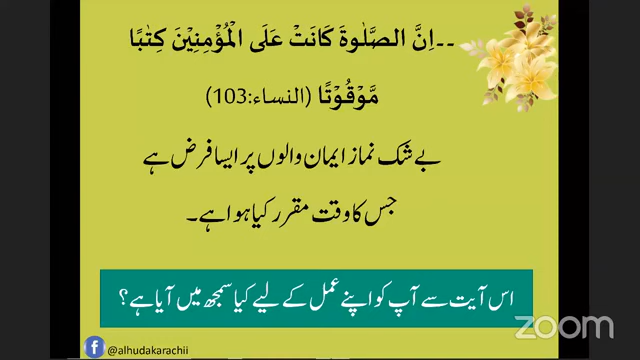 ۔۔اِنَّ الصَّلٰوةَ كَانَتْ عَلَى الْمُؤْمِنِيْنَ كِتٰبًا
مَّوْقُوْتًا (النساء:103)
بے شک نماز ایمان والوں پر ایسا فرض ہے
جس کا وقت مقرر کیا ہوا ہے۔
اس آیت سے آپ کو اپنے عمل کے لیے کیا سمجھ میں آیا ہے؟
zoom
@alhudakarachii